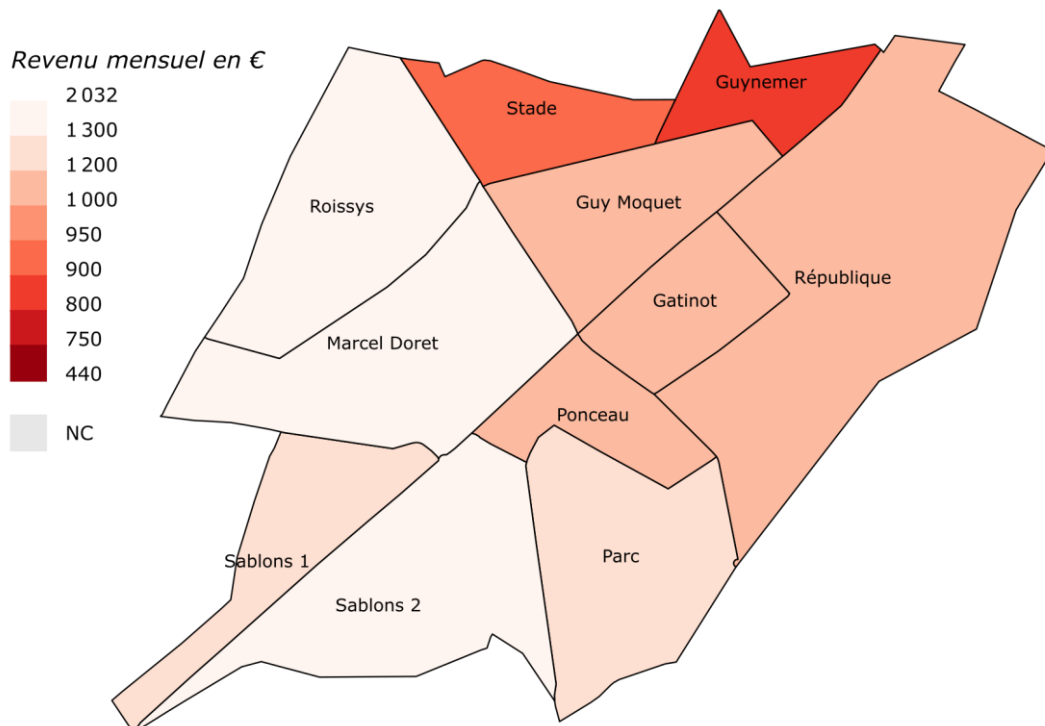 Revenu mensuel en €
2 032
1 300
1 200
1 000
950
900
800
750
440
NC
Guynemer
Stade
Roissys
Guy Moquet
République
Gatinot
Marcel Doret
Ponceau
Sablons 1
Parc
Sablons 2